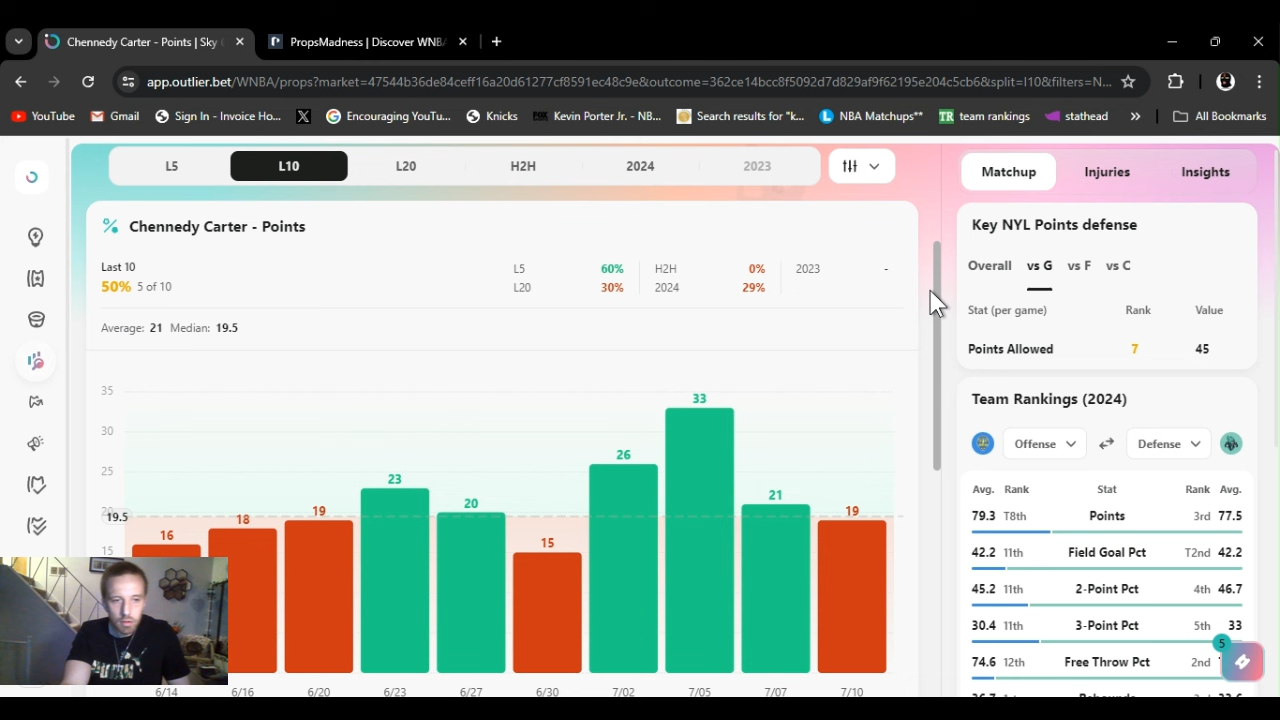 Chennedy Carter - Points | Sky
PropsMadness | Discover WNB
app.outlier.bet/WNBA/props?market=47544b36de84ceff16a20d61277cf8591ec48c9e&outcome=362ce14bcc8f5092d7d829af9f62195e204c5cb6&split=l10&filters=N...
YouTube
Gmail
Sign In - Invoice Ho...
Encouraging YouTu...
Knicks
Kevin Porter Jr. - NB...
Search results for "k...
NBA Matchups**
TR team rankings
stathead
All Bookmarks
L5 L10 L20 H2H 2024 2023
Chennedy Carter - Points
Last 10
50% 5 of 10
L5 60% H2H 0% 2023 -
L20 30% 2024 29%
Average: 21 Median: 19.5
35
30
25
15
19.5
16 18 19 23 20 15 26 33 21 19
6/14 6/16 6/20 6/23 6/27 6/30 7/02 7/05 7/07 7/10
Matchup Injuries Insights
Key NYL Points defense
Overall vs G vs F vs C
Stat (per game) Rank Value
Points Allowed 7 45
Team Rankings (2024)
Offense Defense
Avg. Rank Stat Rank Avg.
79.3 T8th Points 3rd 77.5
42.2 11th Field Goal Pct T2nd 42.2
45.2 11th 2-Point Pct 4th 46.7
30.4 11th 3-Point Pct 5th 33
5
74.6 12th Free Throw Pct 2nd